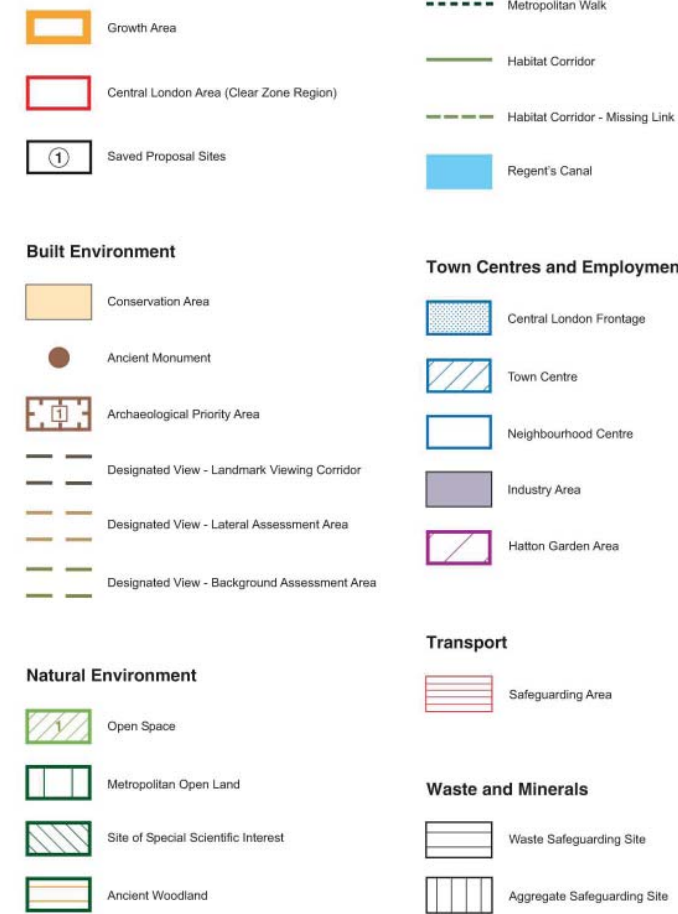 Growth Area
Central London Area (Clear Zone Region)
1
Saved Proposal Sites
Built Environment
Conservation Area
Ancient Monument
1
Archaeological Priority Area
Designated View - Landmark Viewing Corridor
Designated View - Lateral Assessment Area
Designated View - Background Assessment Area
Natural Environment
1
Open Space
Metropolitan Open Land
Site of Special Scientific Interest
Ancient Woodland
Metropolitan Walk
Habitat Corridor
Habitat Corridor - Missing Link
Regent's Canal
Town Centres and Employmen
Central London Frontage
Town Centre
Neighbourhood Centre
Industry Area
Hatton Garden Area
Transport
Safeguarding Area
Waste and Minerals
Waste Safeguarding Site
Aggregate Safeguarding Site